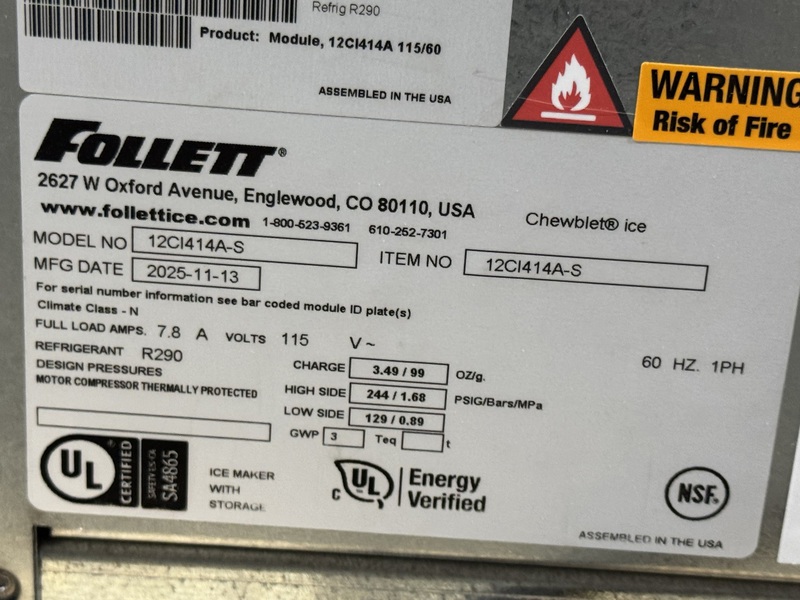 Refrig R290
Product: Module, 12CI414A 115/60
ASSEMBLED IN THE USA
WARNING
Risk of Fire
FOLLETT®
2627 W Oxford Avenue, Englewood, CO 80110, USA
www.follettice.com 1-800-523-9361 610-252-7301
Chewblet® ice
MODEL NO 12CI414A-S
ITEM NO 12CI414A-S
MFG DATE 2025-11-13
For serial number information see bar coded module ID plate(s)
Climate Class - N
FULL LOAD AMPS. 7.8 A VOLTS 115 V~ 60 HZ. 1PH
REFRIGERANT R290
DESIGN PRESSURES
MOTOR COMPRESSOR THERMALLY PROTECTED
CHARGE 3.49 / 99 OZ/g.
HIGH SIDE 244 / 1.68 PSIG/Bars/MPa
LOW SIDE 129 / 0.89
GWP 3 Teq t
UL® CERTIFIED
SAFETY US-CA
SA4865
ICE MAKER
WITH
STORAGE
C UL Energy
Verified
NSF®
ASSEMBLED IN THE USA